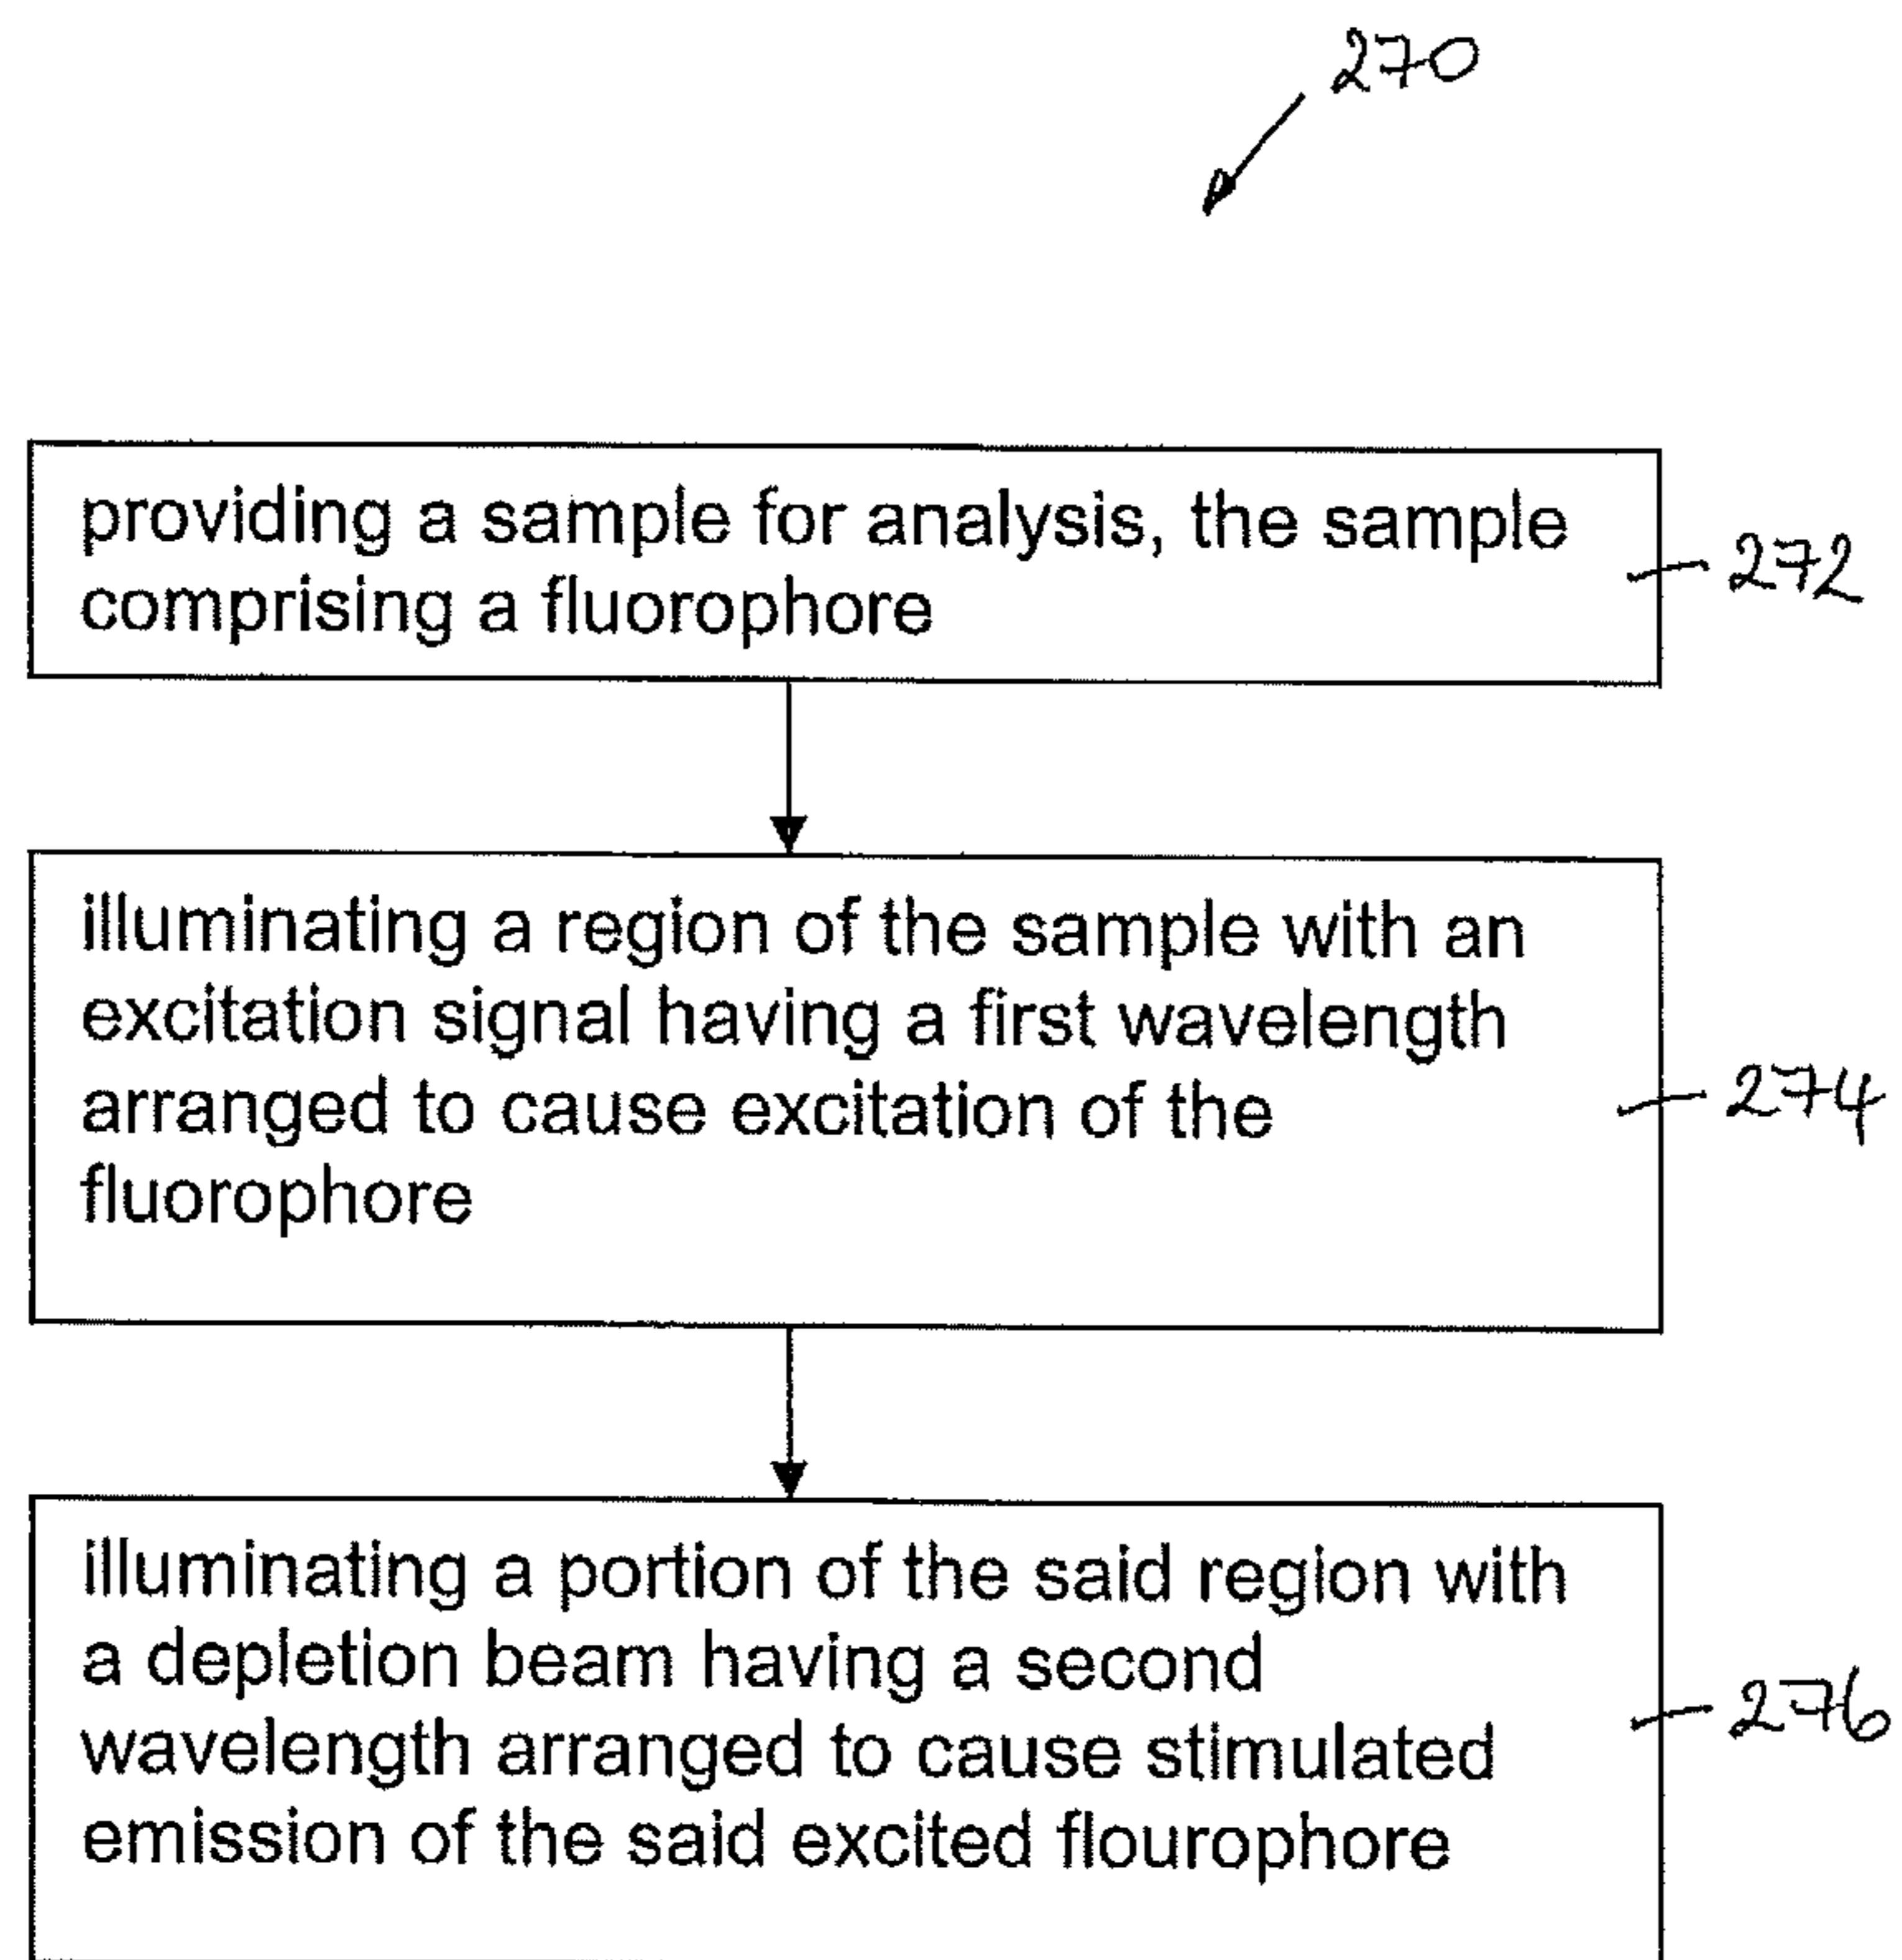 270
providing a sample for analysis, the sample
comprising a fluorophore
272
illuminating a region of the sample with an
excitation signal having a first wavelength
arranged to cause excitation of the
fluorophore
274
illuminating a portion of the said region with
a depletion beam having a second
wavelength arranged to cause stimulated
emission of the said excited flourophore
276